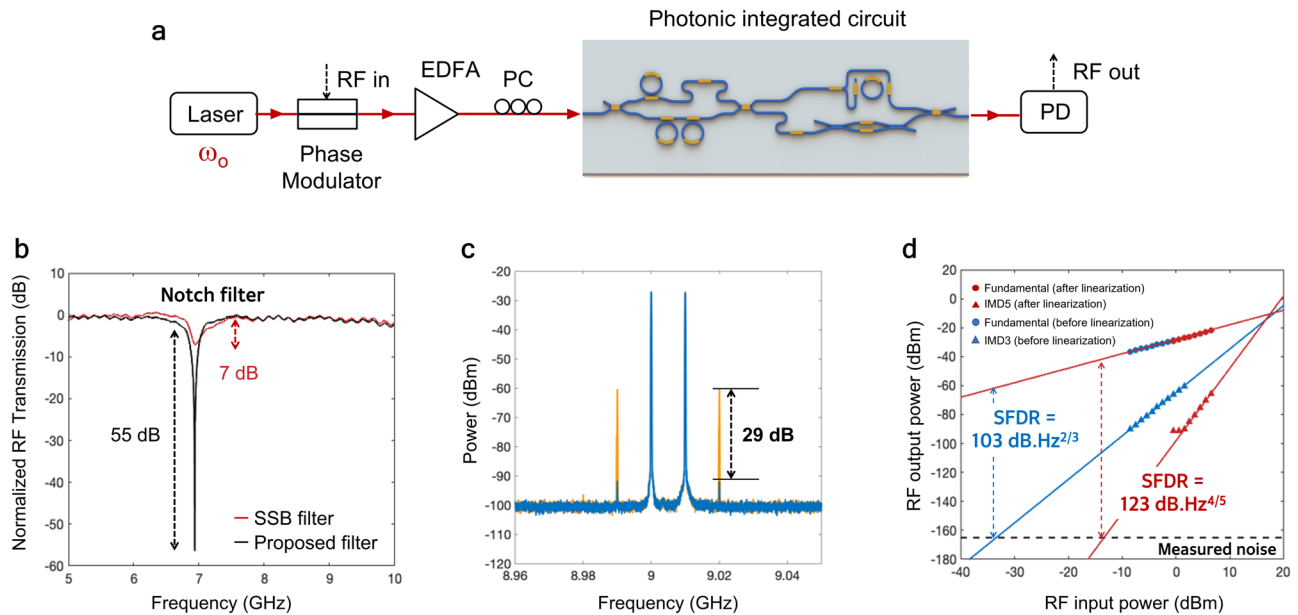 Photonic integrated circuit
a
RF in
EDFA
PC
RF out
Laser
PD
ω₀
Phase
Modulator
b
Normalized RF Transmission (dB)
10
0
-10
-20
-30
-40
-50
-60
Notch filter
7 dB
55 dB
SSB filter
Proposed filter
5
6
7
8
9
10
Frequency (GHz)
c
Power (dBm)
-20
-30
-40
-50
-60
-70
-80
-90
-100
-110
-120
29 dB
8.96
8.98
9
9.02
9.04
Frequency (GHz)
d
RF output power (dBm)
20
0
-20
-40
-60
-80
-100
-120
-140
-160
-180
Fundamental (after linearization)
IMD5 (after linearization)
Fundamental (before linearization)
IMD3 (before linearization)
SFDR =
103 dB.Hz²ᐟ³
SFDR =
123 dB.Hz⁴ᐟ⁵
Measured noise
-40
-30
-20
-10
0
10
20
RF input power (dBm)